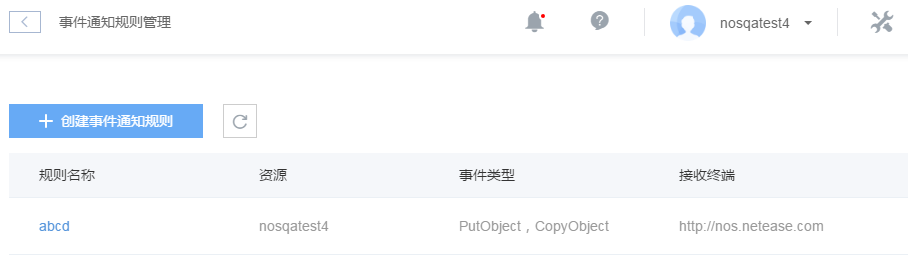 事件通知规则管理
nosqatest4
创建事件通知规则
规则名称 资源 事件类型 接收终端
abcd nosqatest4 PutObject，CopyObject http://nos.netease.com